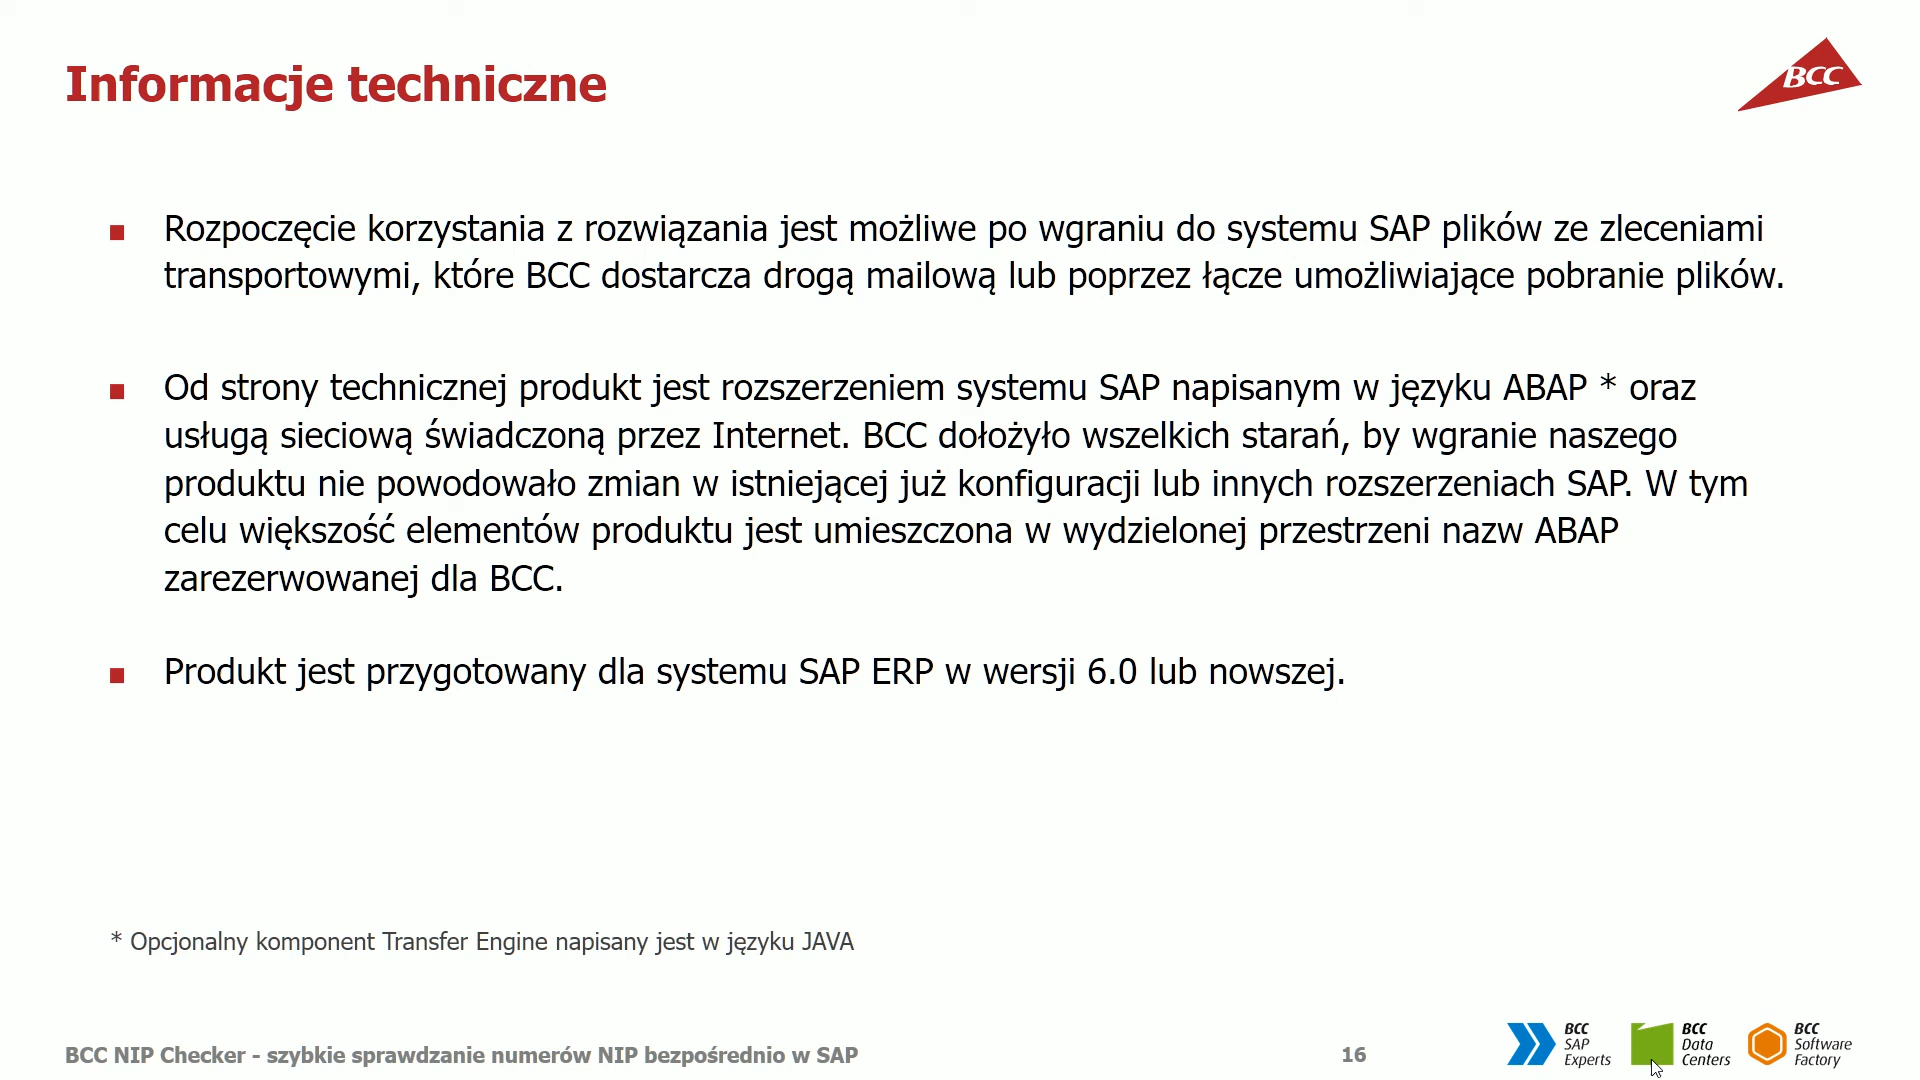 Informacje techniczne
BCC
Rozpoczęcie korzystania z rozwiązania jest możliwe po wgraniu do systemu SAP plików ze zleceniami
transportowymi, które BCC dostarcza drogą mailową lub poprzez łącze umożliwiające pobranie plików.
Od strony technicznej produkt jest rozszerzeniem systemu SAP napisanym w języku ABAP * oraz
usługą sieciową świadczoną przez Internet. BCC dołożyło wszelkich starań, by wgranie naszego
produktu nie powodowało zmian w istniejącej już konfiguracji lub innych rozszerzeniach SAP. W tym
celu większość elementów produktu jest umieszczona w wydzielonej przestrzeni nazw ABAP
zarezerwowanej dla BCC.
Produkt jest przygotowany dla systemu SAP ERP w wersji 6.0 lub nowszej.
* Opcjonalny komponent Transfer Engine napisany jest w języku JAVA
BCC NIP Checker - szybkie sprawdzanie numerów NIP bezpośrednio w SAP
16
BCC
SAP
Experts
BCC
Data
Centers
BCC
Software
Factory